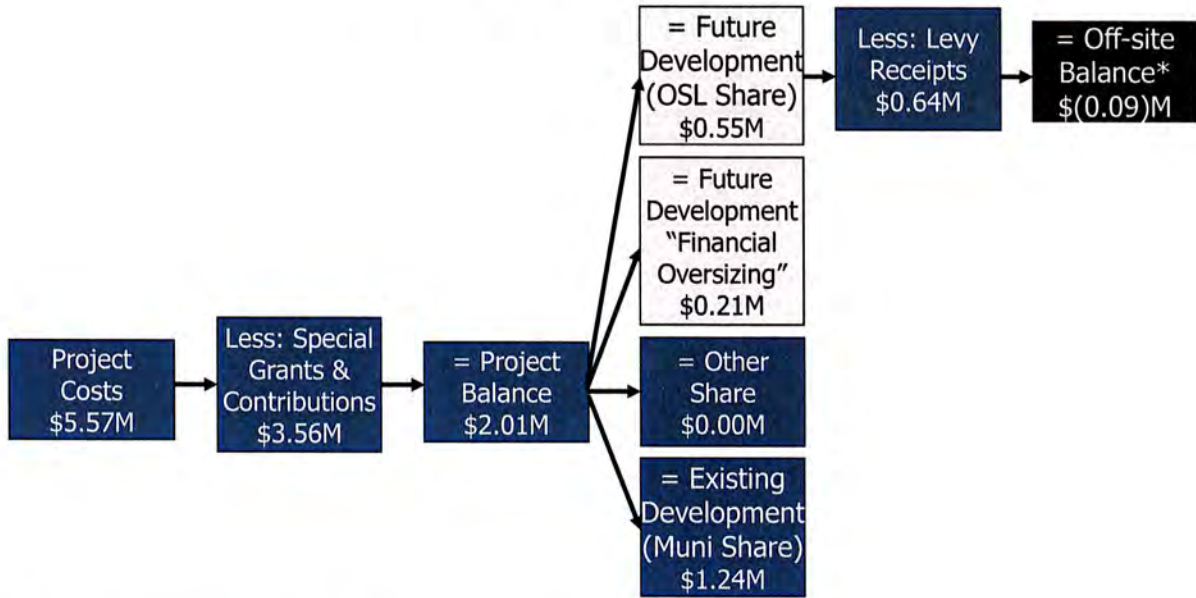 Project
Costs
$5.57M
Less: Special
Grants &
Contributions
$3.56M
= Project
Balance
$2.01M
= Future
Development
(OSL Share)
$0.55M
Less: Levy
Receipts
$0.64M
= Off-site
Balance*
$(0.09)M
= Future
Development
“Financial
Oversizing”
$0.21M
= Other
Share
$0.00M
= Existing
Development
(Muni Share)
$1.24M